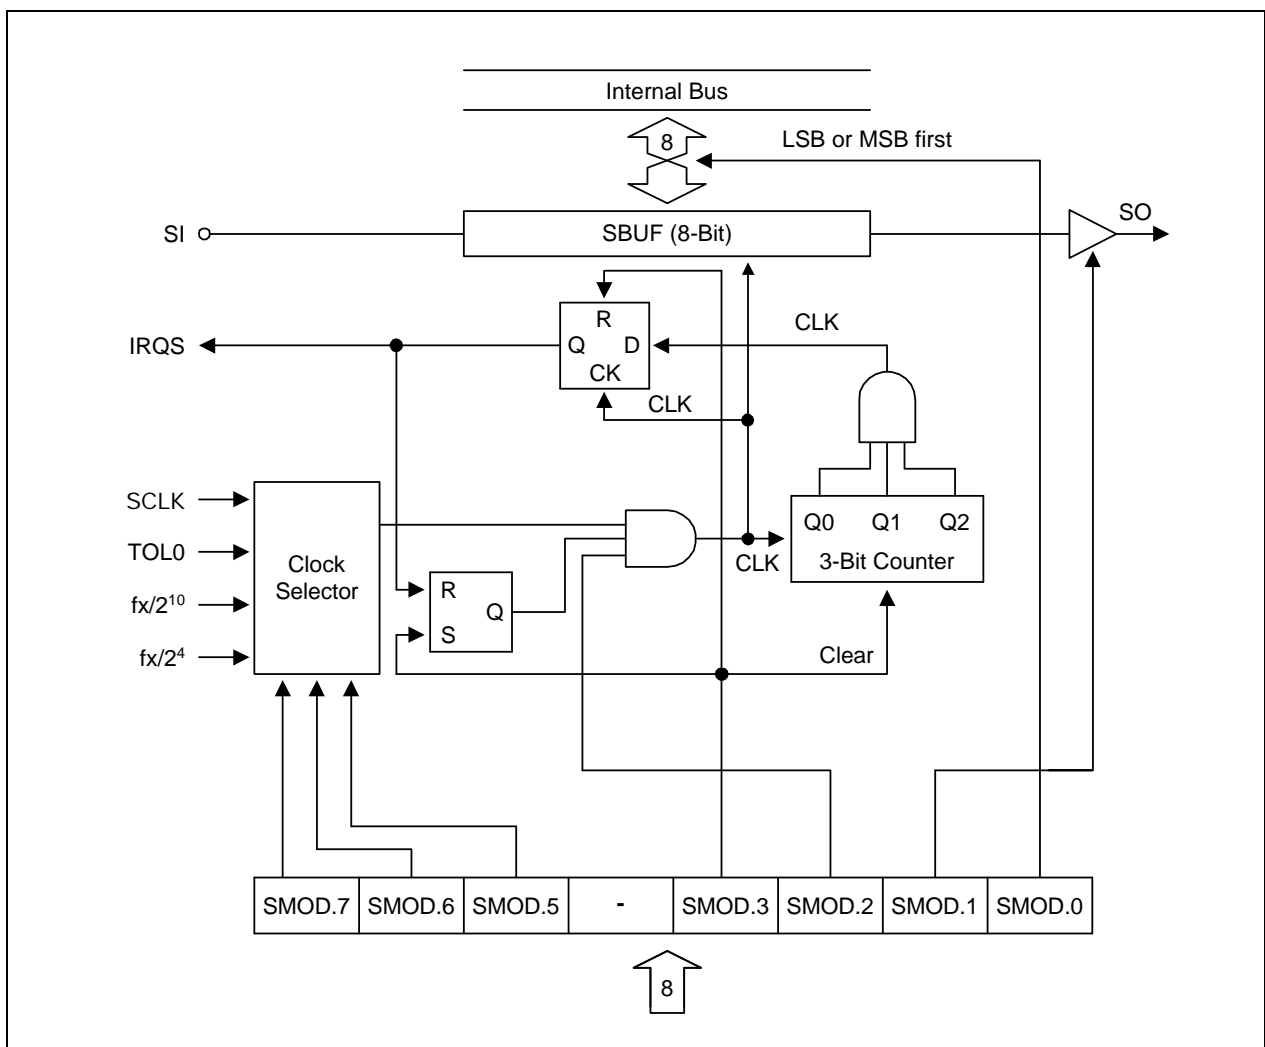 Internal Bus
8
LSB or MSB first
SI
SBUF (8-Bit)
SO
R
CLK
IRQS
Q
D
CK
CLK
SCLK
Q0
Q1
Q2
TOL0
Clock
Selector
CLK
3-Bit Counter
R
Q
fx/2¹⁰
S
fx/2⁴
Clear
SMOD.7
SMOD.6
SMOD.5
-
SMOD.3
SMOD.2
SMOD.1
SMOD.0
8